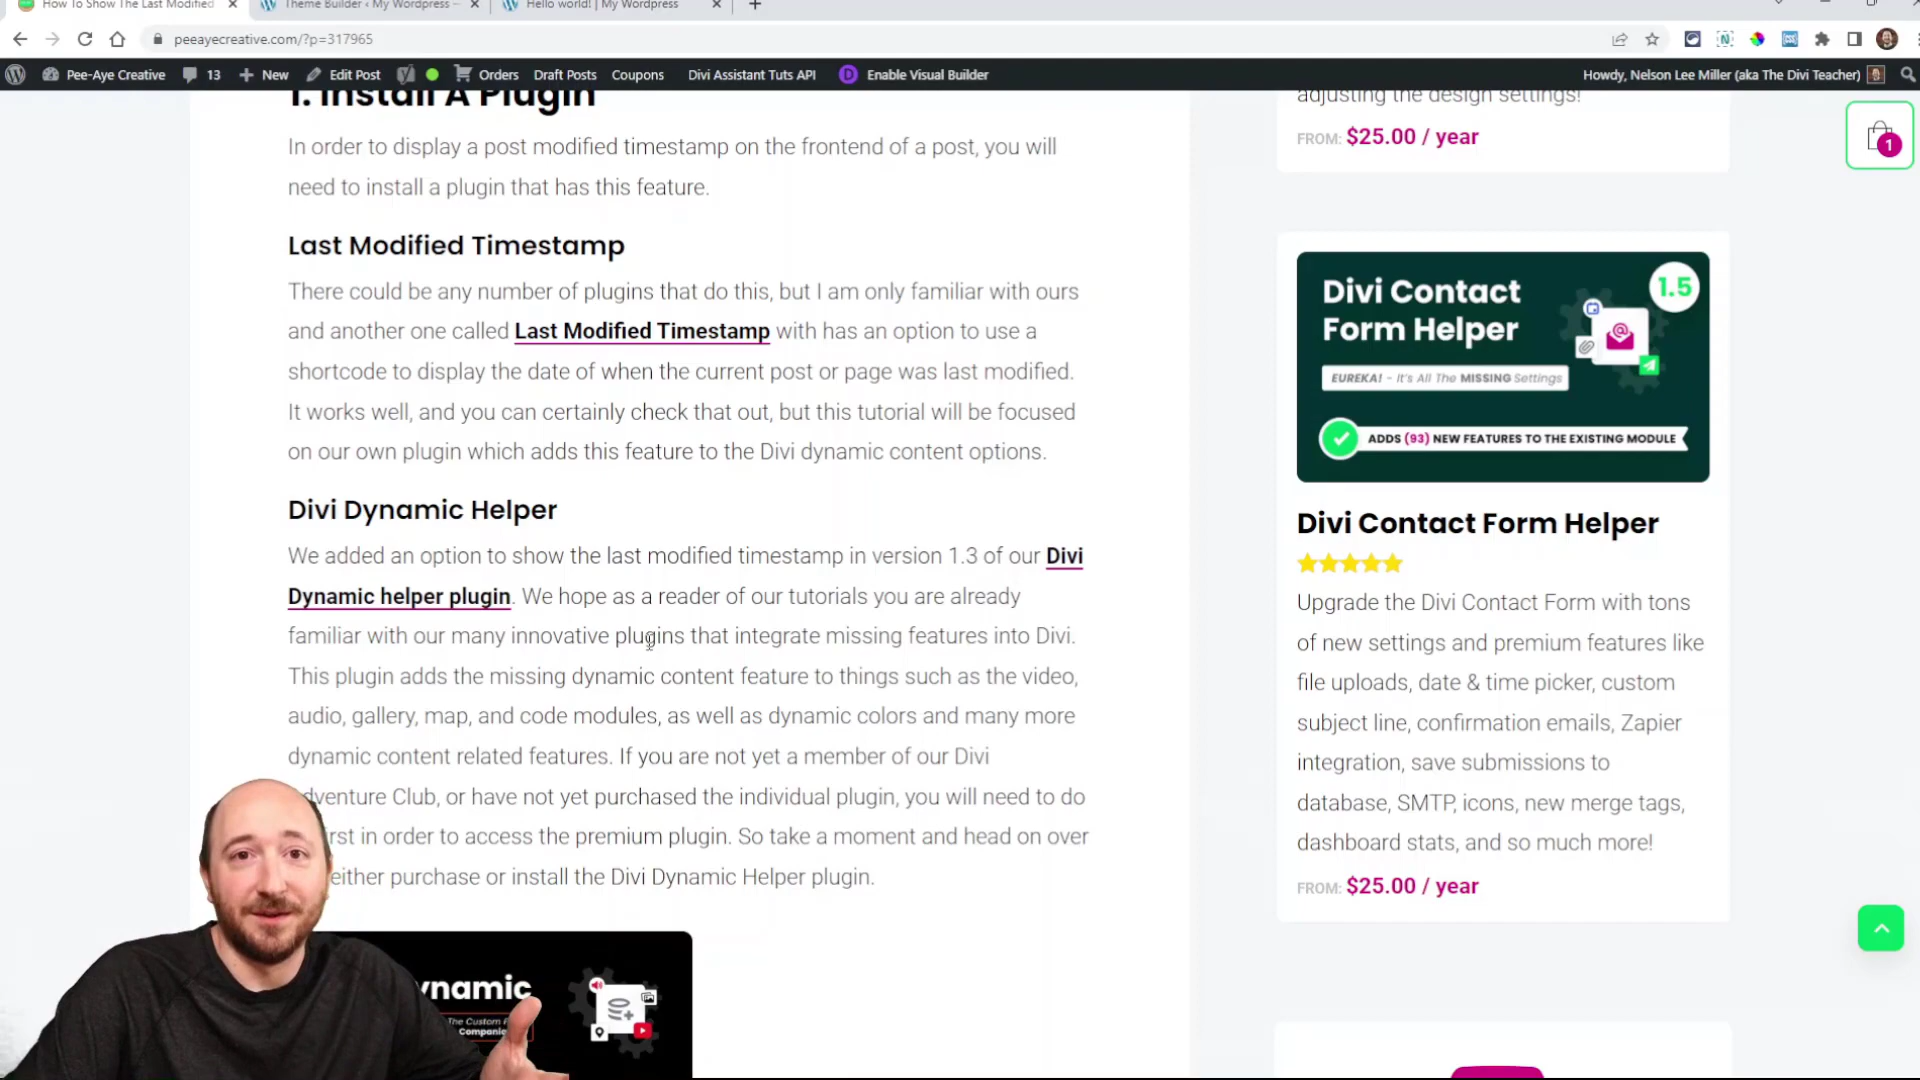 How To Show The Last Modified
Theme Builder ‹ My Wordpress –
Hello world! | My Wordpress
peeayecreative.com/?p=317965
Pee-Aye Creative
13
New
Edit Post
Orders
Draft Posts
Coupons
Divi Assistant Tuts API
Enable Visual Builder
Howdy, Nelson Lee Miller (aka The Divi Teacher)
1. Install A Plugin
In order to display a post modified timestamp on the frontend of a post, you will
need to install a plugin that has this feature.
Last Modified Timestamp
There could be any number of plugins that do this, but I am only familiar with ours
and another one called Last Modified Timestamp with has an option to use a
shortcode to display the date of when the current post or page was last modified.
It works well, and you can certainly check that out, but this tutorial will be focused
on our own plugin which adds this feature to the Divi dynamic content options.
Divi Dynamic Helper
We added an option to show the last modified timestamp in version 1.3 of our Divi
Dynamic helper plugin. We hope as a reader of our tutorials you are already
familiar with our many innovative plugins that integrate missing features into Divi.
This plugin adds the missing dynamic content feature to things such as the video,
audio, gallery, map, and code modules, as well as dynamic colors and many more
dynamic content related features. If you are not yet a member of our Divi
dventure Club, or have not yet purchased the individual plugin, you will need to do
rst in order to access the premium plugin. So take a moment and head on over
either purchase or install the Divi Dynamic Helper plugin.
ynamic
The Custom
Compani
adjusting the design settings!
FROM: $25.00 / year
1
Divi Contact
Form Helper
1.5
EUREKA! - It's All The MISSING Settings
ADDS (93) NEW FEATURES TO THE EXISTING MODULE
Divi Contact Form Helper
Upgrade the Divi Contact Form with tons
of new settings and premium features like
file uploads, date & time picker, custom
subject line, confirmation emails, Zapier
integration, save submissions to
database, SMTP, icons, new merge tags,
dashboard stats, and so much more!
FROM: $25.00 / year